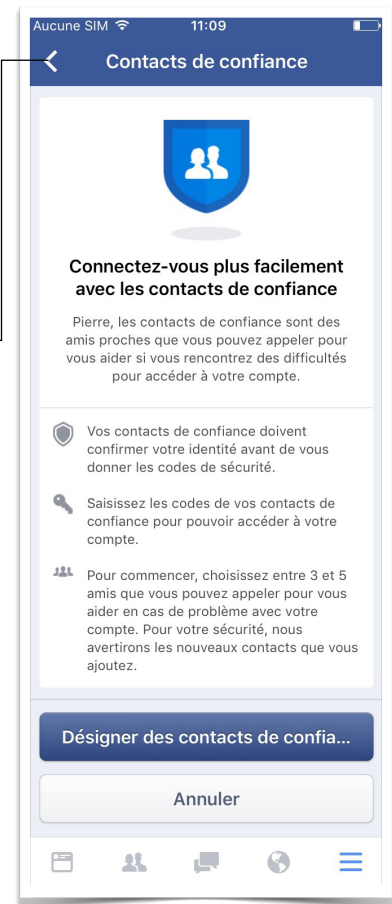 Aucune SIM 11:09
Contacts de confiance
Connectez-vous plus facilement
avec les contacts de confiance
Pierre, les contacts de confiance sont des
amis proches que vous pouvez appeler pour
vous aider si vous rencontrez des difficultés
pour accéder à votre compte.
Vos contacts de confiance doivent
confirmer votre identité avant de vous
donner les codes de sécurité.
Saisissez les codes de vos contacts de
confiance pour pouvoir accéder à votre
compte.
Pour commencer, choisissez entre 3 et 5
amis que vous pouvez appeler pour vous
aider en cas de problème avec votre
compte. Pour votre sécurité, nous
avertirons les nouveaux contacts que vous
ajoutez.
Désigner des contacts de confia...
Annuler